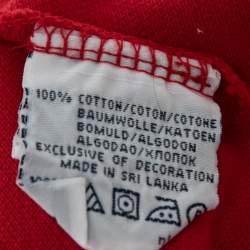 100% COTTON/COTON/COTONE
BAUMWOLLE/KATOEN
BOMULD/ALGODON
ALGODAO/ХЛОПОК
EXCLUSIVE OF DECORATION
MADE IN SRI LANKA